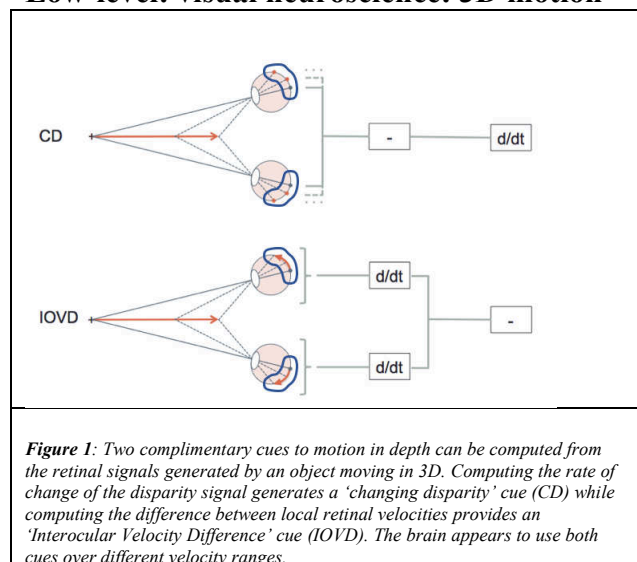 Low level: visual neuroscience: 3D motion
CD
-
d/dt
IOVD
d/dt
-
d/dt
Figure 1: Two complimentary cues to motion in depth can be computed from
the retinal signals generated by an object moving in 3D. Computing the rate of
change of the disparity signal generates a ‘changing disparity’ cue (CD) while
computing the difference between local retinal velocities provides an
‘Interocular Velocity Difference’ cue (IOVD). The brain appears to use both
cues over different velocity ranges.